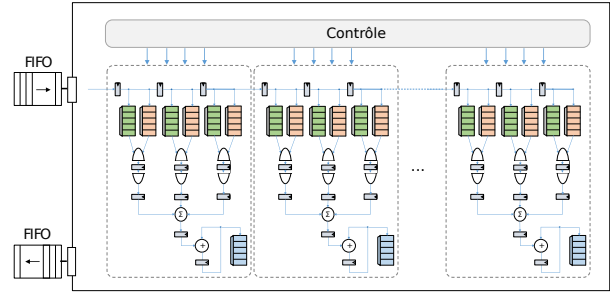 Contrôle
FIFO
...
Σ Σ Σ
+ + +
FIFO